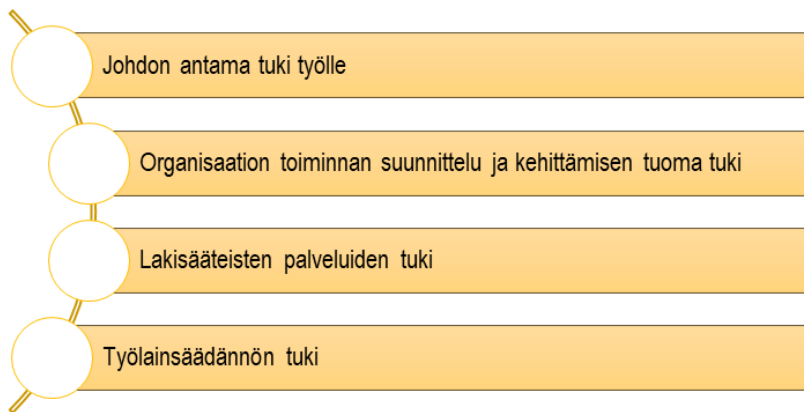 Johdon antama tuki työlle
Organisaation toiminnan suunnittelu ja kehittämisen tuoma tuki
Lakisääteisten palveluiden tuki
Työlainsäädännön tuki